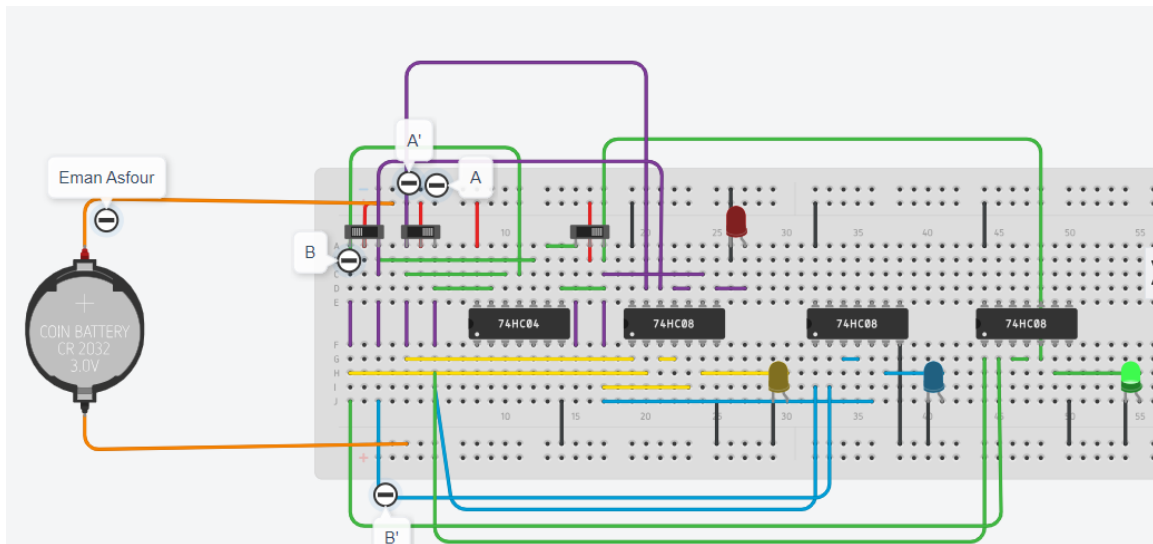 A'
A
Eman Asfour
B
10
15
20
25
30
35
40
45
50
55
A
B
C
D
E
COIN BATTERY
CR 2032
3.0V
74HC04
74HC08
74HC08
74HC08
F
G
H
I
J
10
15
20
25
30
35
40
45
50
55
+
B'